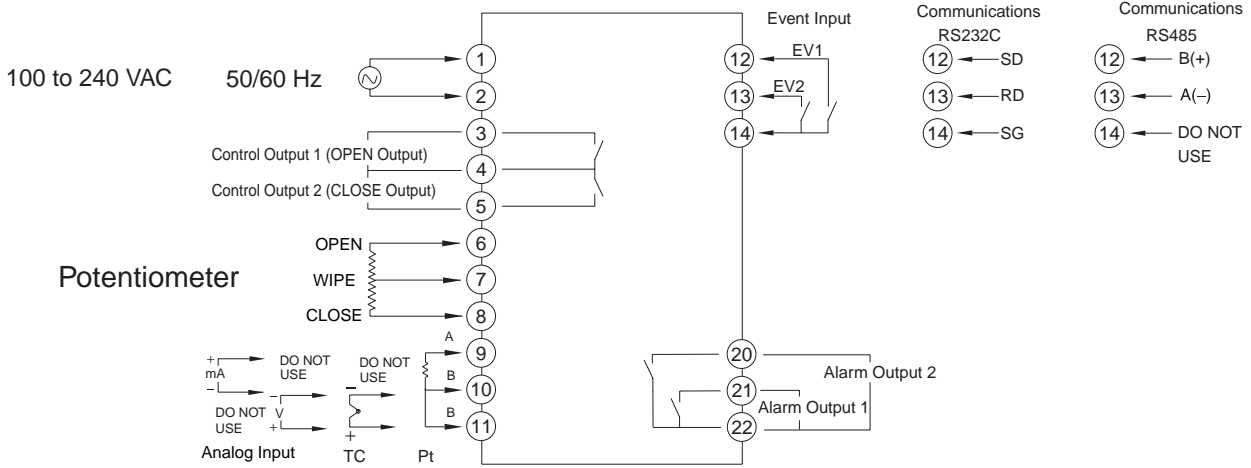 Event Input
Communications
RS232C
Communications
RS485
100 to 240 VAC 50/60 Hz
1
2
3
4
5
Control Output 1 (OPEN Output)
Control Output 2 (CLOSE Output)
Potentiometer
OPEN
WIPE
CLOSE
6
7
8
+
mA
−
DO NOT
USE
DO NOT
USE
−
V
+
Analog Input
DO NOT
USE
−
+
TC
A
B
B
Pt
9
10
11
12
13
14
EV1
EV2
12 SD
13 RD
14 SG
12 B(+)
13 A(−)
14 DO NOT
USE
20
21
22
Alarm Output 2
Alarm Output 1